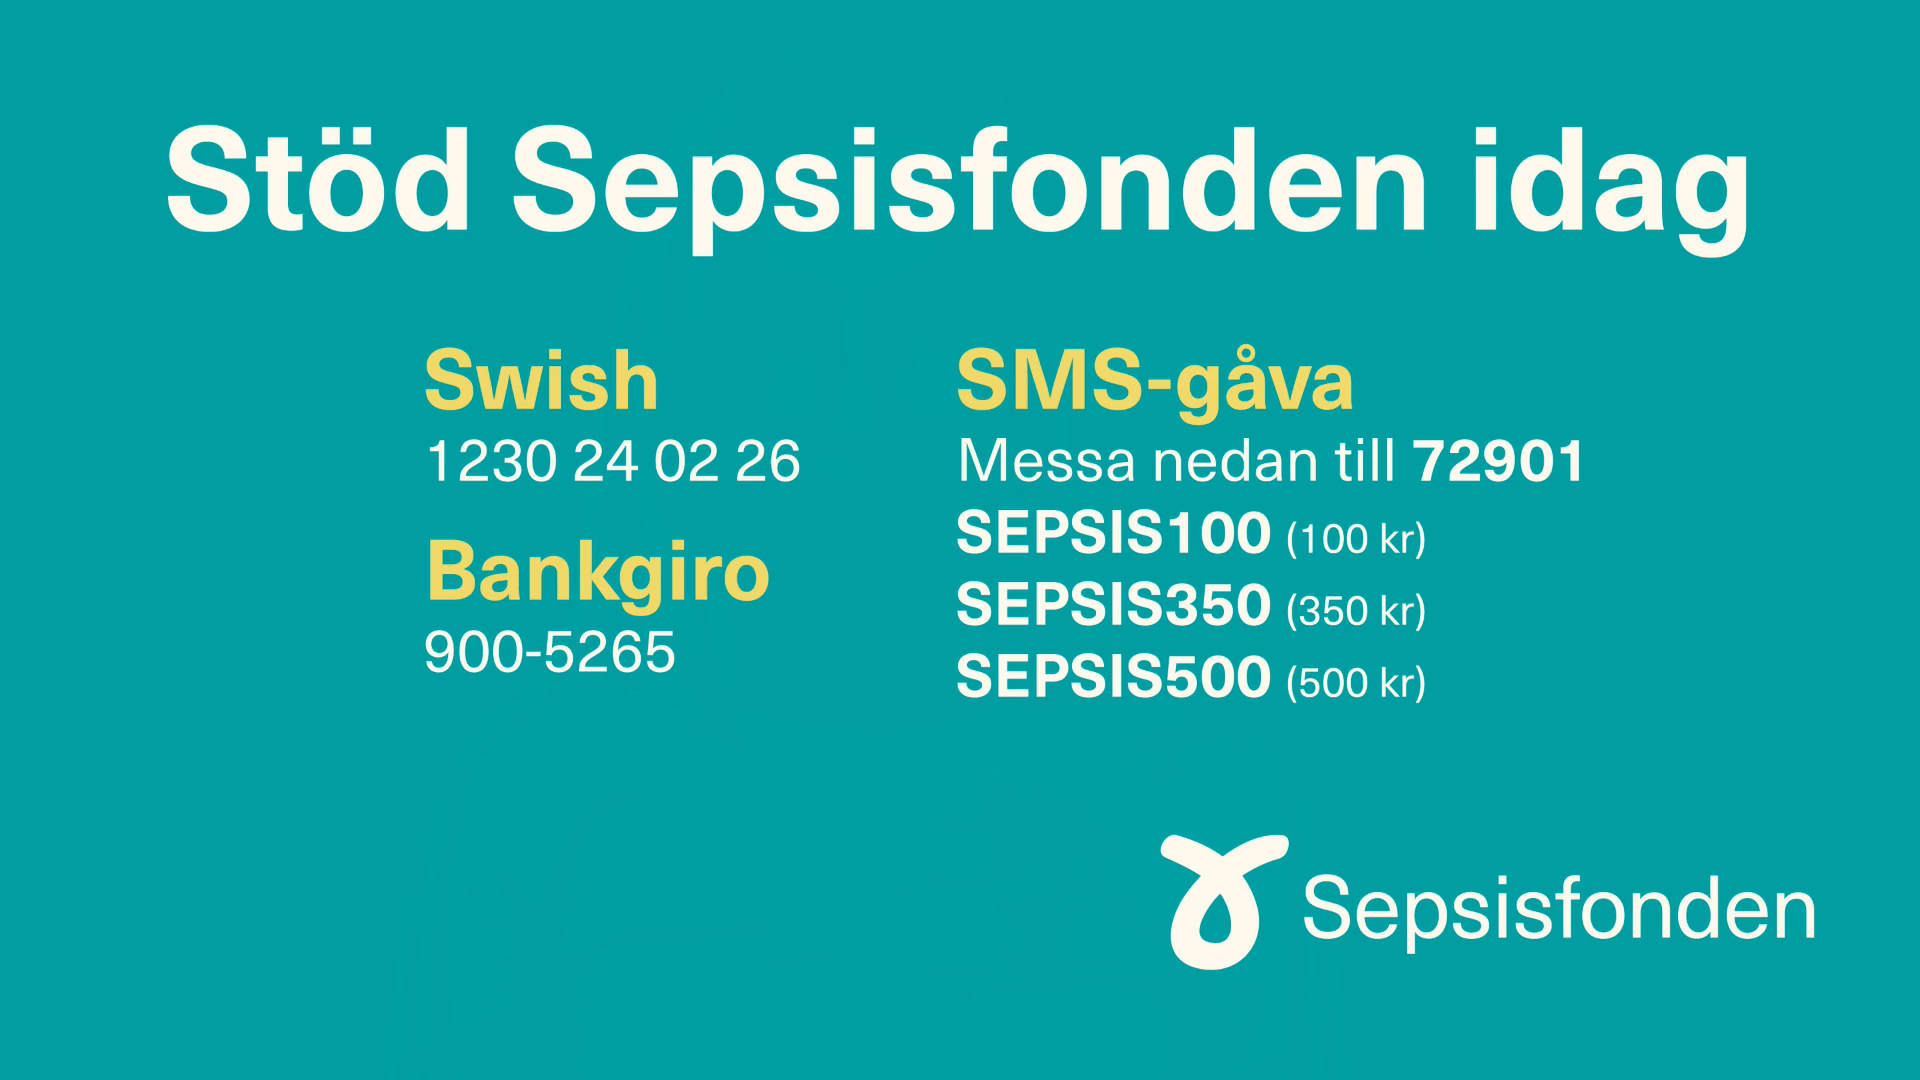 Stöd Sepsisfonden idag
Swish
1230 24 02 26
Bankgiro
900-5265
SMS-gåva
Messa nedan till 72901
SEPSIS100 (100 kr)
SEPSIS350 (350 kr)
SEPSIS500 (500 kr)
Sepsisfonden